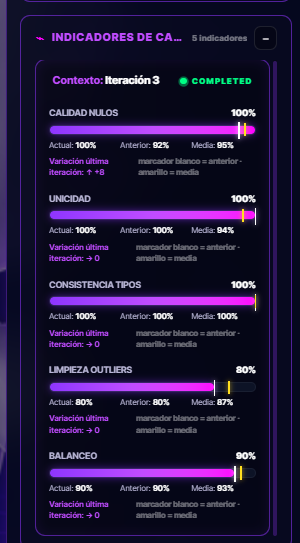 INDICADORES DE CA... 5 indicadores −
Contexto: Iteración 3 COMPLETED
CALIDAD NULOS 100%
Actual: 100% Anterior: 92% Media: 95%
Variación última marcador blanco = anterior ·
iteración: ↑ +8 amarillo = media
UNICIDAD 100%
Actual: 100% Anterior: 100% Media: 94%
Variación última marcador blanco = anterior ·
iteración: → 0 amarillo = media
CONSISTENCIA TIPOS 100%
Actual: 100% Anterior: 100% Media: 100%
Variación última marcador blanco = anterior ·
iteración: → 0 amarillo = media
LIMPIEZA OUTLIERS 80%
Actual: 80% Anterior: 80% Media: 87%
Variación última marcador blanco = anterior ·
iteración: → 0 amarillo = media
BALANCEO 90%
Actual: 90% Anterior: 90% Media: 93%
Variación última marcador blanco = anterior ·
iteración: → 0 amarillo = media